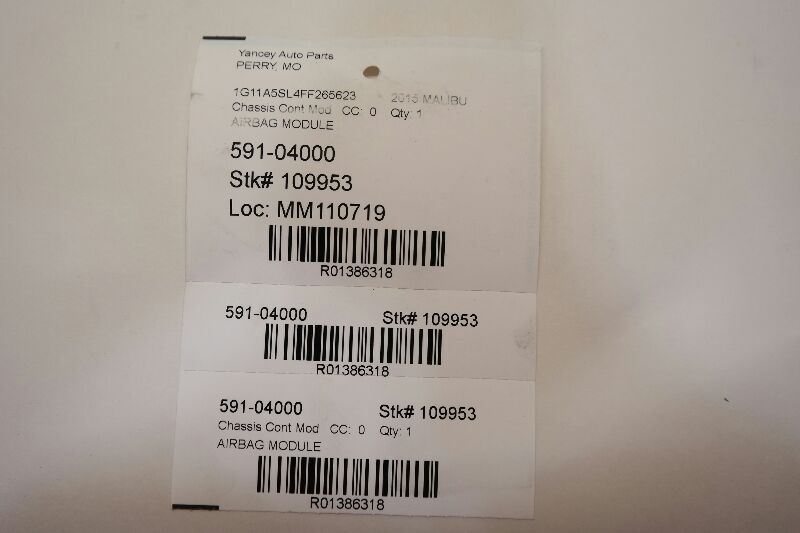 Yancey Auto Parts
PERRY, MO
1G11A5SL4FF265623 2015 MALIBU
Chassis Cont Mod CC: 0 Qty: 1
AIRBAG MODULE
591-04000
Stk# 109953
Loc: MM110719
R01386318
591-04000 Stk# 109953
R01386318
591-04000 Stk# 109953
Chassis Cont Mod CC: 0 Qty: 1
AIRBAG MODULE
R01386318